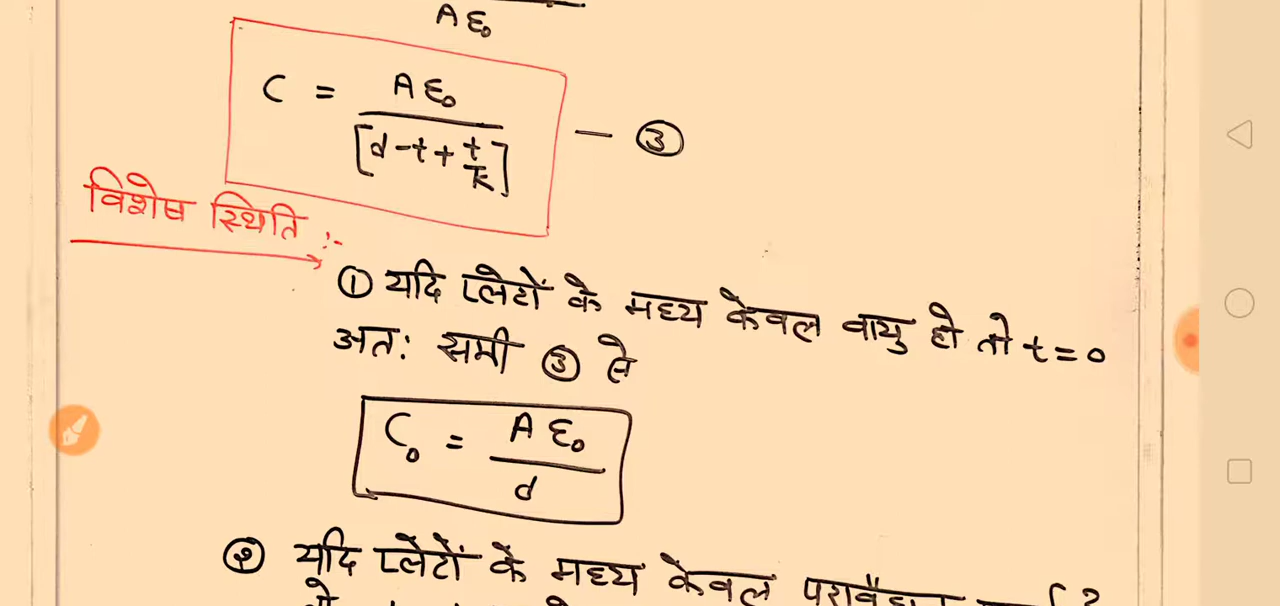 Aε₀
C = Aε₀ / [d-t+t/k] — ③
विशेष स्थिति :-
① यदि प्लेटों के मध्य केवल वायु हो तो t=0
अतः समी ③ से
C₀ = Aε₀ / d
② यदि प्लेटों के मध्य केवल